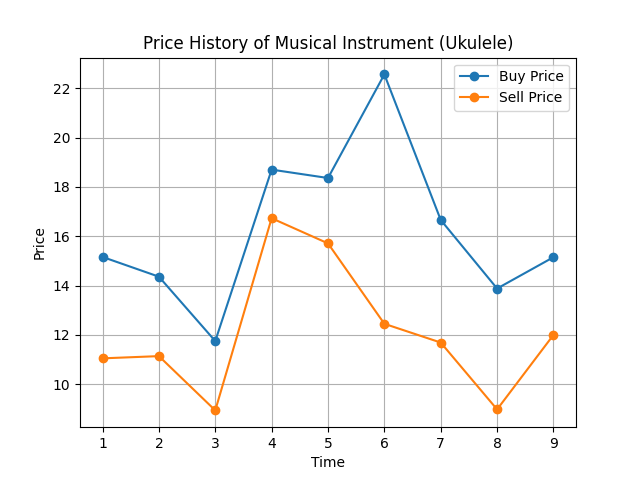 Price History of Musical Instrument (Ukulele)
Buy Price
Sell Price
22
20
18
16
14
12
10
Price
1 2 3 4 5 6 7 8 9
Time